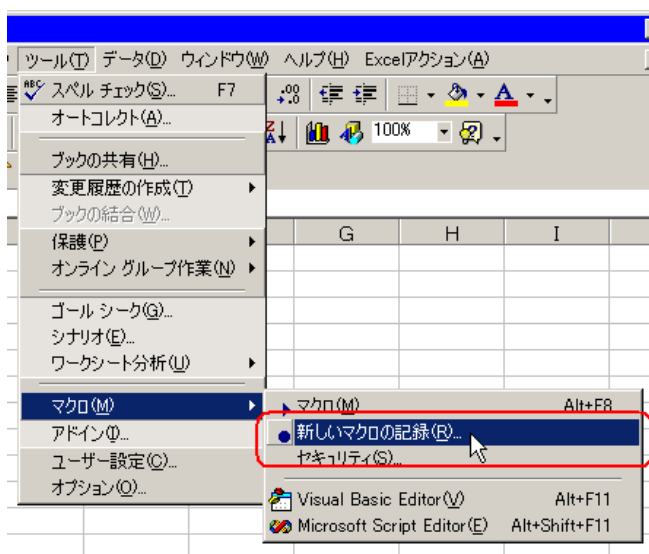 ツール(T) データ(D) ウィンドウ(W) ヘルプ(H) Excelアクション(A)
ABC スペル チェック(S)... F7
オートコレクト(A)...
100%
ブックの共有(H)...
変更履歴の作成(T)
ブックの結合(W)...
保護(P)
G H I
オンライン グループ作業(N)
ゴール シーク(G)...
シナリオ(E)...
ワークシート分析(U)
マクロ(M)
マクロ(M) Alt+F8
アドイン(I)...
新しいマクロの記録(R)...
ユーザー設定(C)...
セキュリティ(S)...
オプション(O)...
Visual Basic Editor(V) Alt+F11
Microsoft Script Editor(E) Alt+Shift+F11